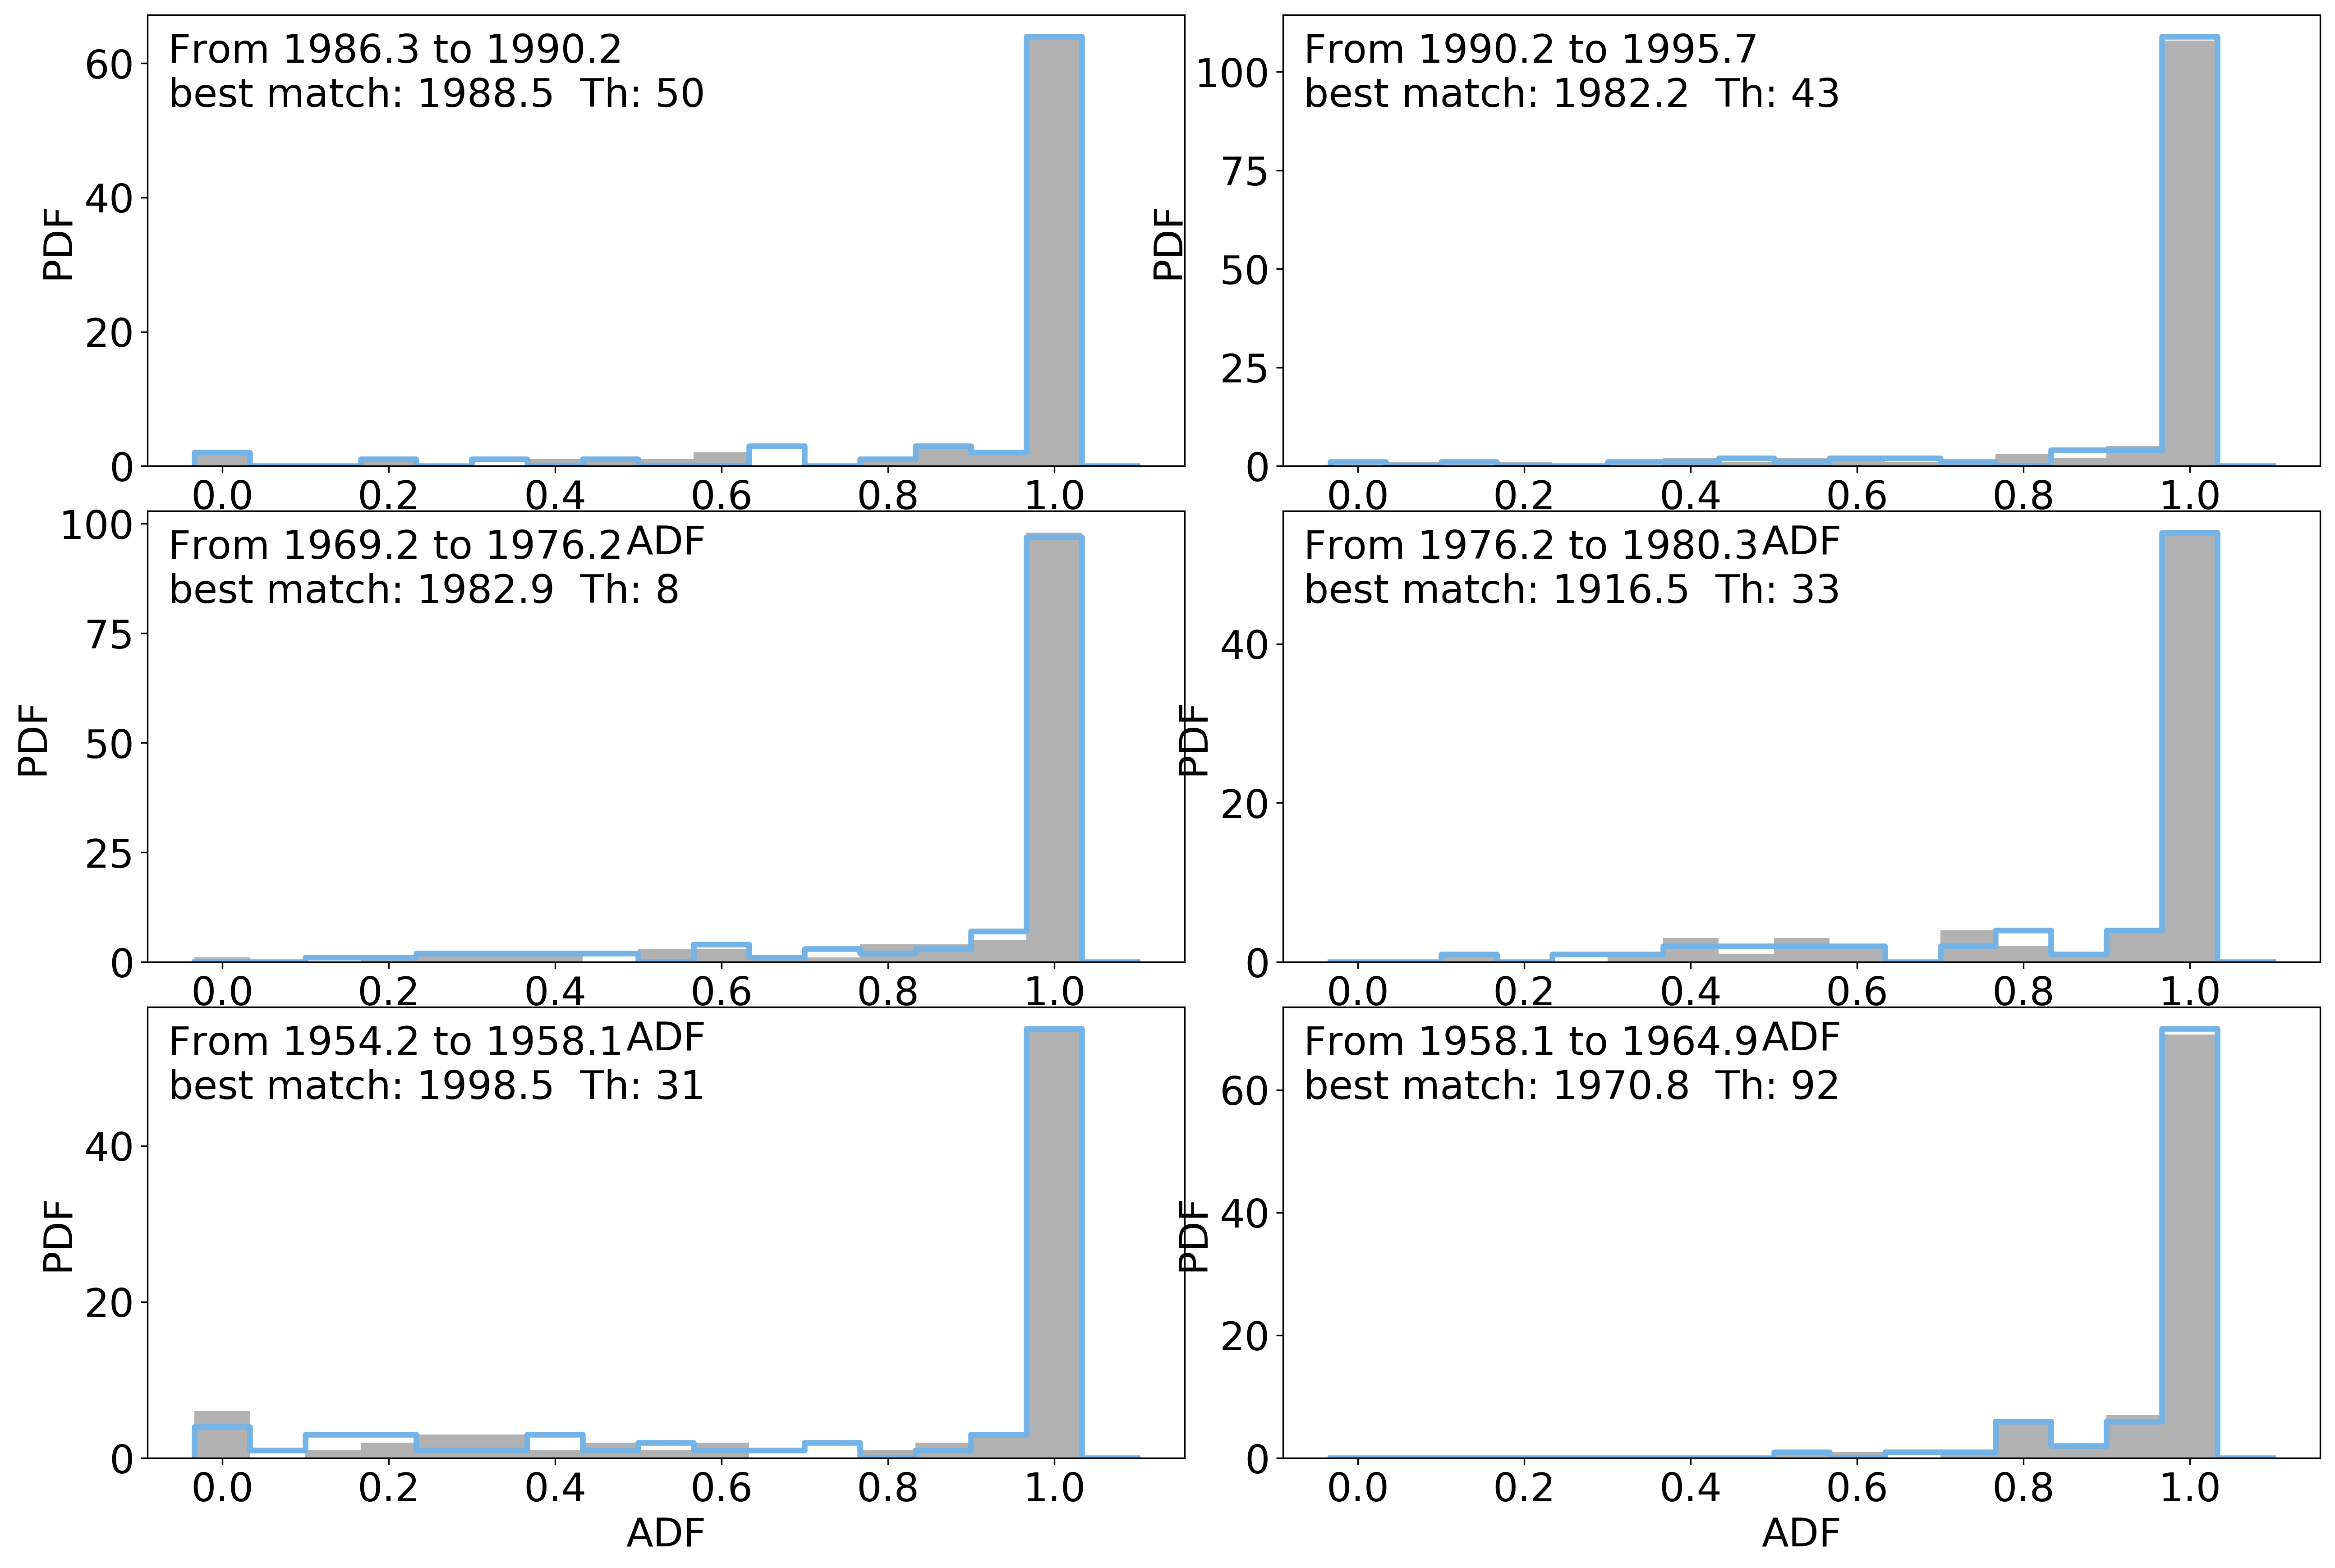 From 1986.3 to 1990.2
best match: 1988.5  Th: 50
60
40
20
0
PDF
0.0 0.2 0.4 0.6 0.8 1.0
ADF
From 1990.2 to 1995.7
best match: 1982.2  Th: 43
100
75
50
25
0
PDF
0.0 0.2 0.4 0.6 0.8 1.0
ADF
From 1969.2 to 1976.2
best match: 1982.9  Th: 8
100
75
50
25
0
PDF
0.0 0.2 0.4 0.6 0.8 1.0
ADF
From 1976.2 to 1980.3
best match: 1916.5  Th: 33
40
20
0
PDF
0.0 0.2 0.4 0.6 0.8 1.0
ADF
From 1954.2 to 1958.1
best match: 1998.5  Th: 31
40
20
0
PDF
0.0 0.2 0.4 0.6 0.8 1.0
ADF
From 1958.1 to 1964.9
best match: 1970.8  Th: 92
60
40
20
0
PDF
0.0 0.2 0.4 0.6 0.8 1.0
ADF